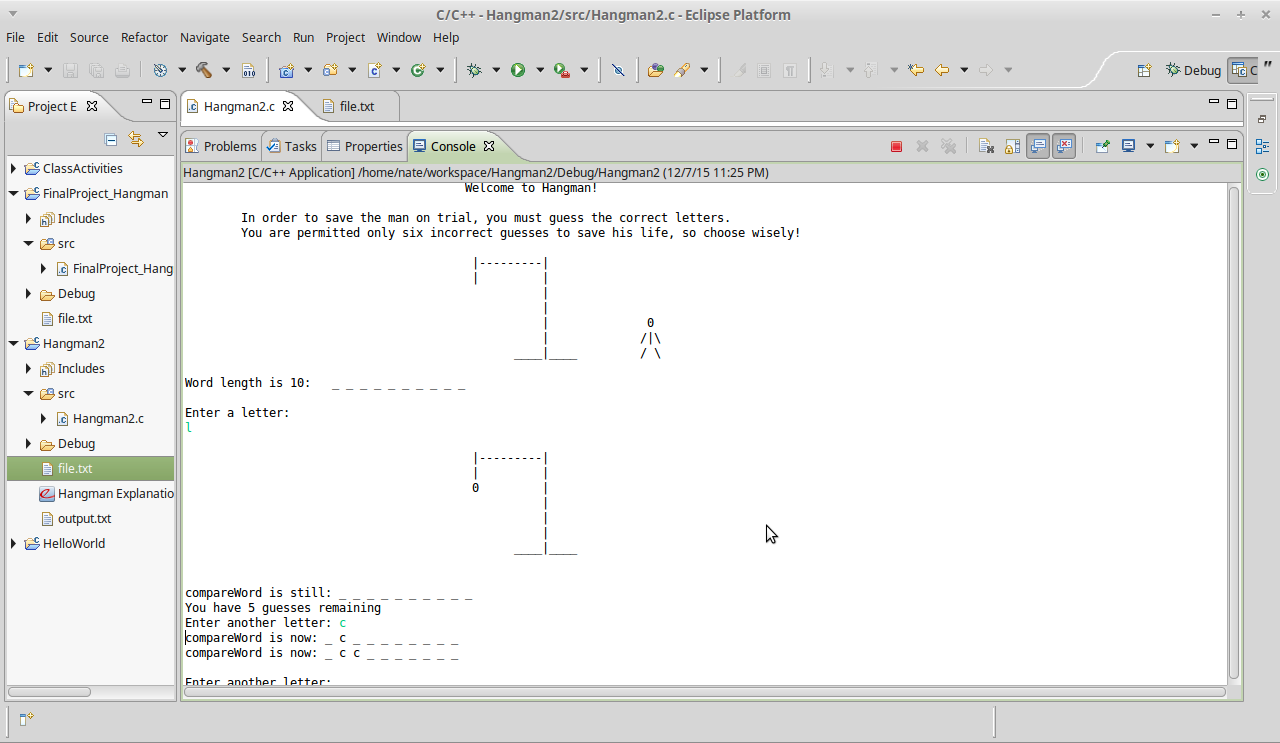 C/C++ - Hangman2/src/Hangman2.c - Eclipse Platform
File Edit Source Refactor Navigate Search Run Project Window Help
Debug C
Project E
Hangman2.c file.txt
ClassActivities
FinalProject_Hangman
Includes
src
FinalProject_Hang
Debug
file.txt
Hangman2
Includes
src
Hangman2.c
Debug
file.txt
Hangman Explanatio
output.txt
HelloWorld
Problems Tasks Properties Console
Hangman2 [C/C++ Application] /home/nate/workspace/Hangman2/Debug/Hangman2 (12/7/15 11:25 PM)
Welcome to Hangman!
In order to save the man on trial, you must guess the correct letters.
You are permitted only six incorrect guesses to save his life, so choose wisely!
|---------|
|         |
|
|
|          0
|         /|\
____|____      / \
Word length is 10:   _ _ _ _ _ _ _ _ _ _
Enter a letter:
l
|---------|
|         |
0         |
|
|
|
____|____
compareWord is still: _ _ _ _ _ _ _ _ _ _
You have 5 guesses remaining
Enter another letter: c
compareWord is now: _ c _ _ _ _ _ _ _ _
compareWord is now: _ c c _ _ _ _ _ _ _
Enter another letter: